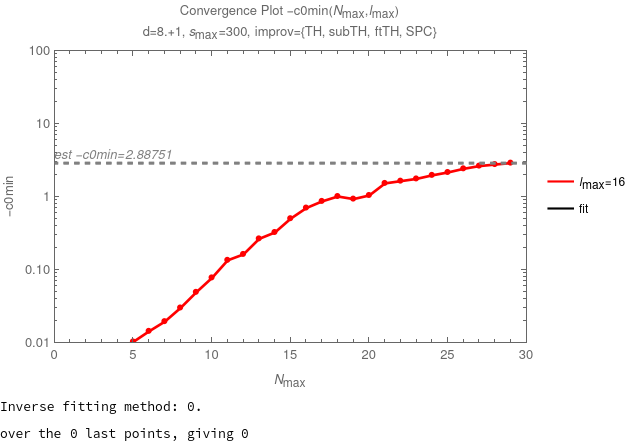 Convergence Plot −c0min(Nmax,lmax)
d=8.+1, smax=300, improv={TH, subTH, ftTH, SPC}
100
10
est −c0min=2.88751
1
0.10
0.01
−c0min
0 5 10 15 20 25 30
Nmax
lmax=16
fit
Inverse fitting method: 0.
over the 0 last points, giving 0